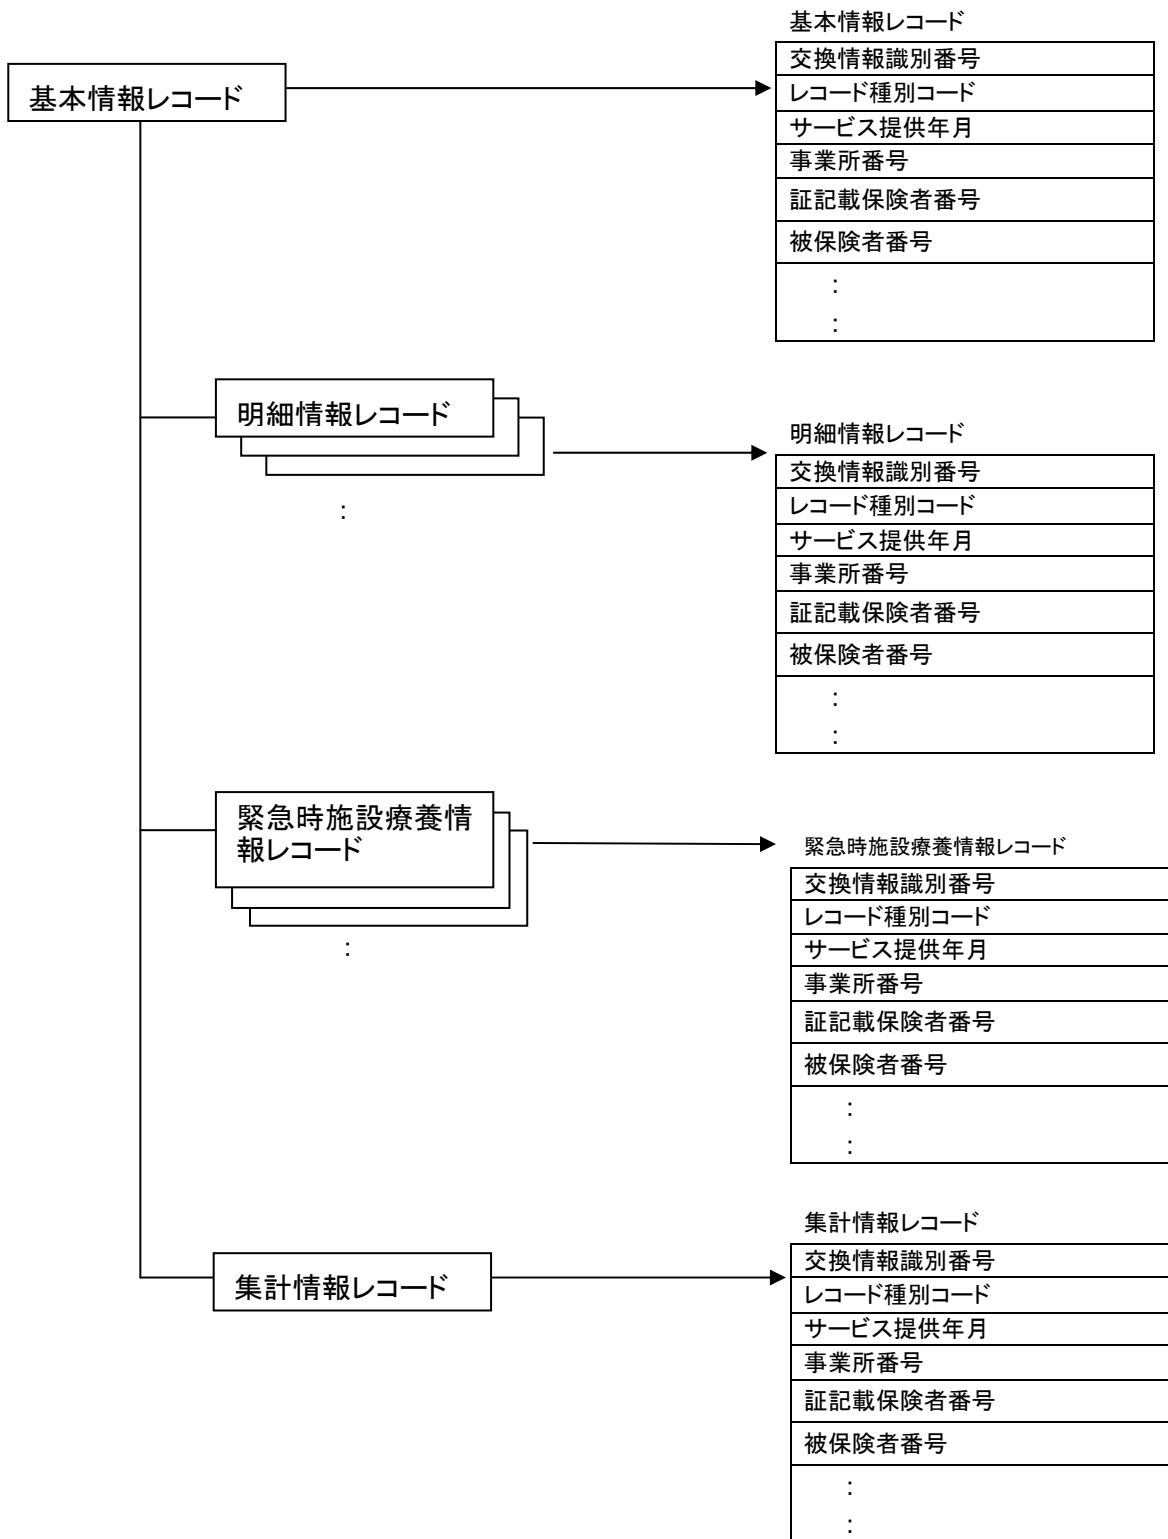 基本情報レコード
基本情報レコード
交換情報識別番号
レコード種別コード
サービス提供年月
事業所番号
証記載保険者番号
被保険者番号
:
:
明細情報レコード
:
明細情報レコード
交換情報識別番号
レコード種別コード
サービス提供年月
事業所番号
証記載保険者番号
被保険者番号
:
:
緊急時施設療養情
報レコード
:
緊急時施設療養情報レコード
交換情報識別番号
レコード種別コード
サービス提供年月
事業所番号
証記載保険者番号
被保険者番号
:
:
集計情報レコード
集計情報レコード
交換情報識別番号
レコード種別コード
サービス提供年月
事業所番号
証記載保険者番号
被保険者番号
:
: